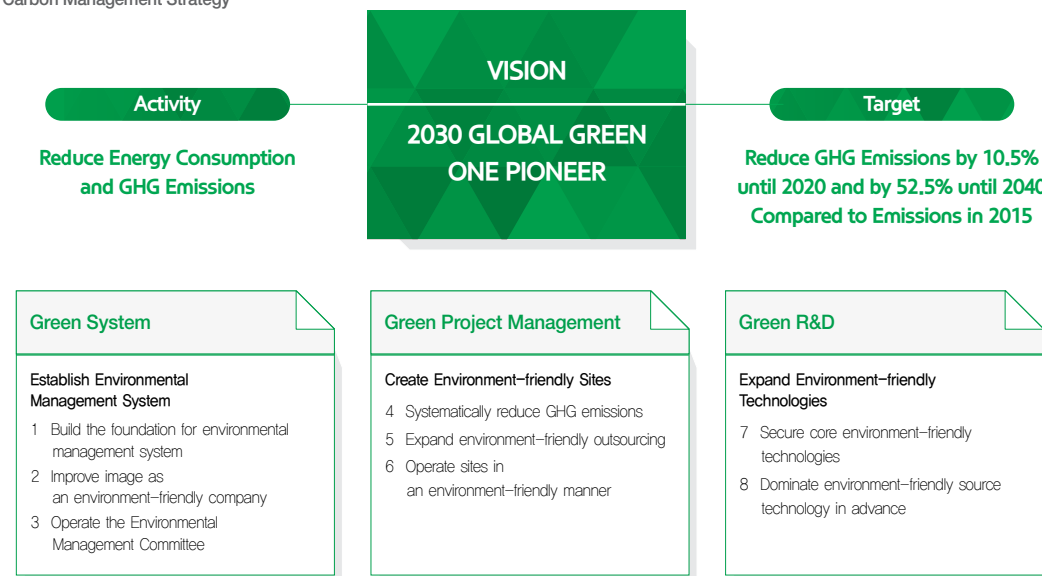 Carbon Management Strategy
VISION
2030 GLOBAL GREEN
ONE PIONEER
Activity
Reduce Energy Consumption
and GHG Emissions
Target
Reduce GHG Emissions by 10.5%
until 2020 and by 52.5% until 2040
Compared to Emissions in 2015
Green System
Establish Environmental
Management System
1 Build the foundation for environmental
management system
2 Improve image as
an environment-friendly company
3 Operate the Environmental
Management Committee
Green Project Management
Create Environment-friendly Sites
4 Systematically reduce GHG emissions
5 Expand environment-friendly outsourcing
6 Operate sites in
an environment-friendly manner
Green R&D
Expand Environment-friendly
Technologies
7 Secure core environment-friendly
technologies
8 Dominate environment-friendly source
technology in advance